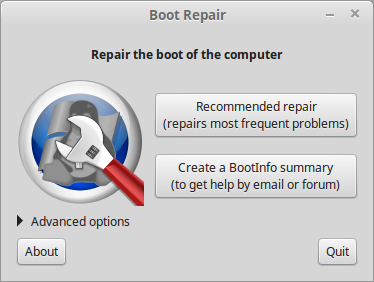 Boot Repair
Repair the boot of the computer
Recommended repair
(repairs most frequent problems)
Create a BootInfo summary
(to get help by email or forum)
Advanced options
About
Quit